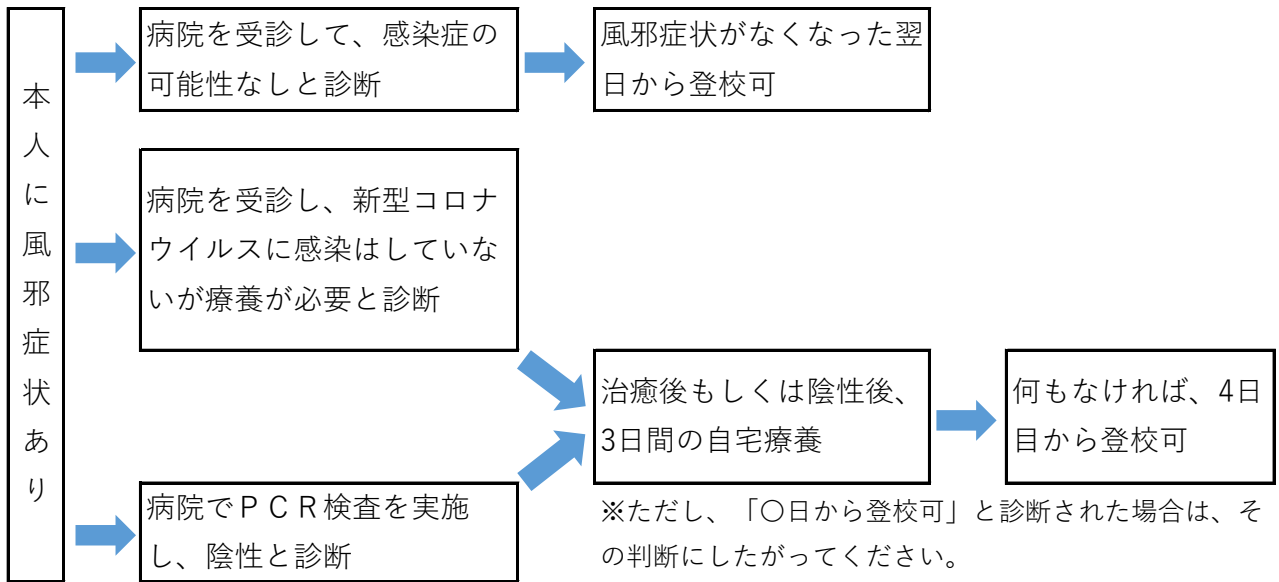 本人に風邪症状あり
病院を受診して、感染症の
可能性なしと診断
風邪症状がなくなった翌
日から登校可
病院を受診し、新型コロナ
ウイルスに感染はしていな
いが療養が必要と診断
治癒後もしくは陰性後、
3日間の自宅療養
何もなければ、4日
目から登校可
病院でＰＣＲ検査を実施
し、陰性と診断
※ただし、「〇日から登校可」と診断された場合は、そ
の判断にしたがってください。